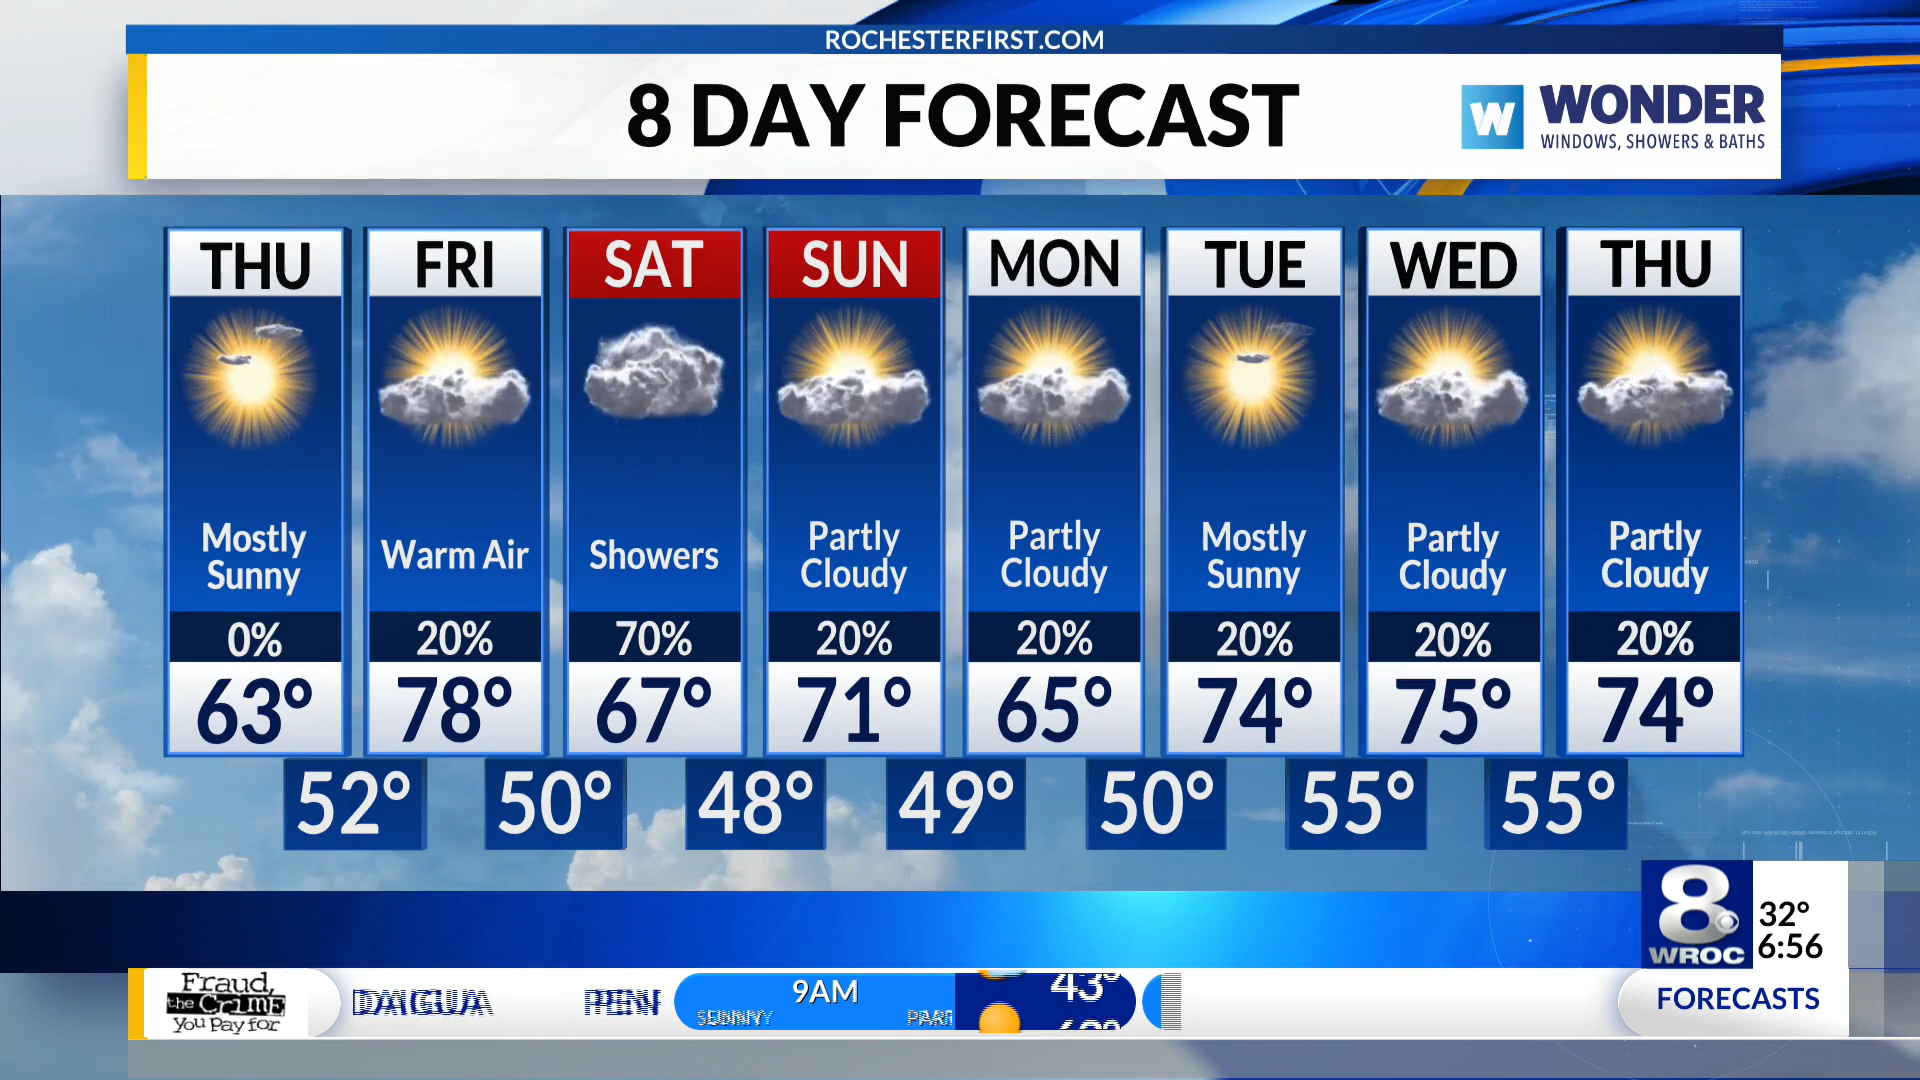 ROCHESTERFIRST.COM
8 DAY FORECAST
W WONDER
WINDOWS, SHOWERS & BATHS
THU FRI SAT SUN MON TUE WED THU
Mostly Sunny
Warm Air
Showers
Partly Cloudy
Partly Cloudy
Mostly Sunny
Partly Cloudy
Partly Cloudy
0% 20% 70% 20% 20% 20% 20% 20%
63° 78° 67° 71° 65° 74° 75° 74°
52° 50° 48° 49° 50° 55° 55°
8 WROC
32°
6:56
Fraud,
the CriME
You Pay for
9AM
43°
FORECASTS